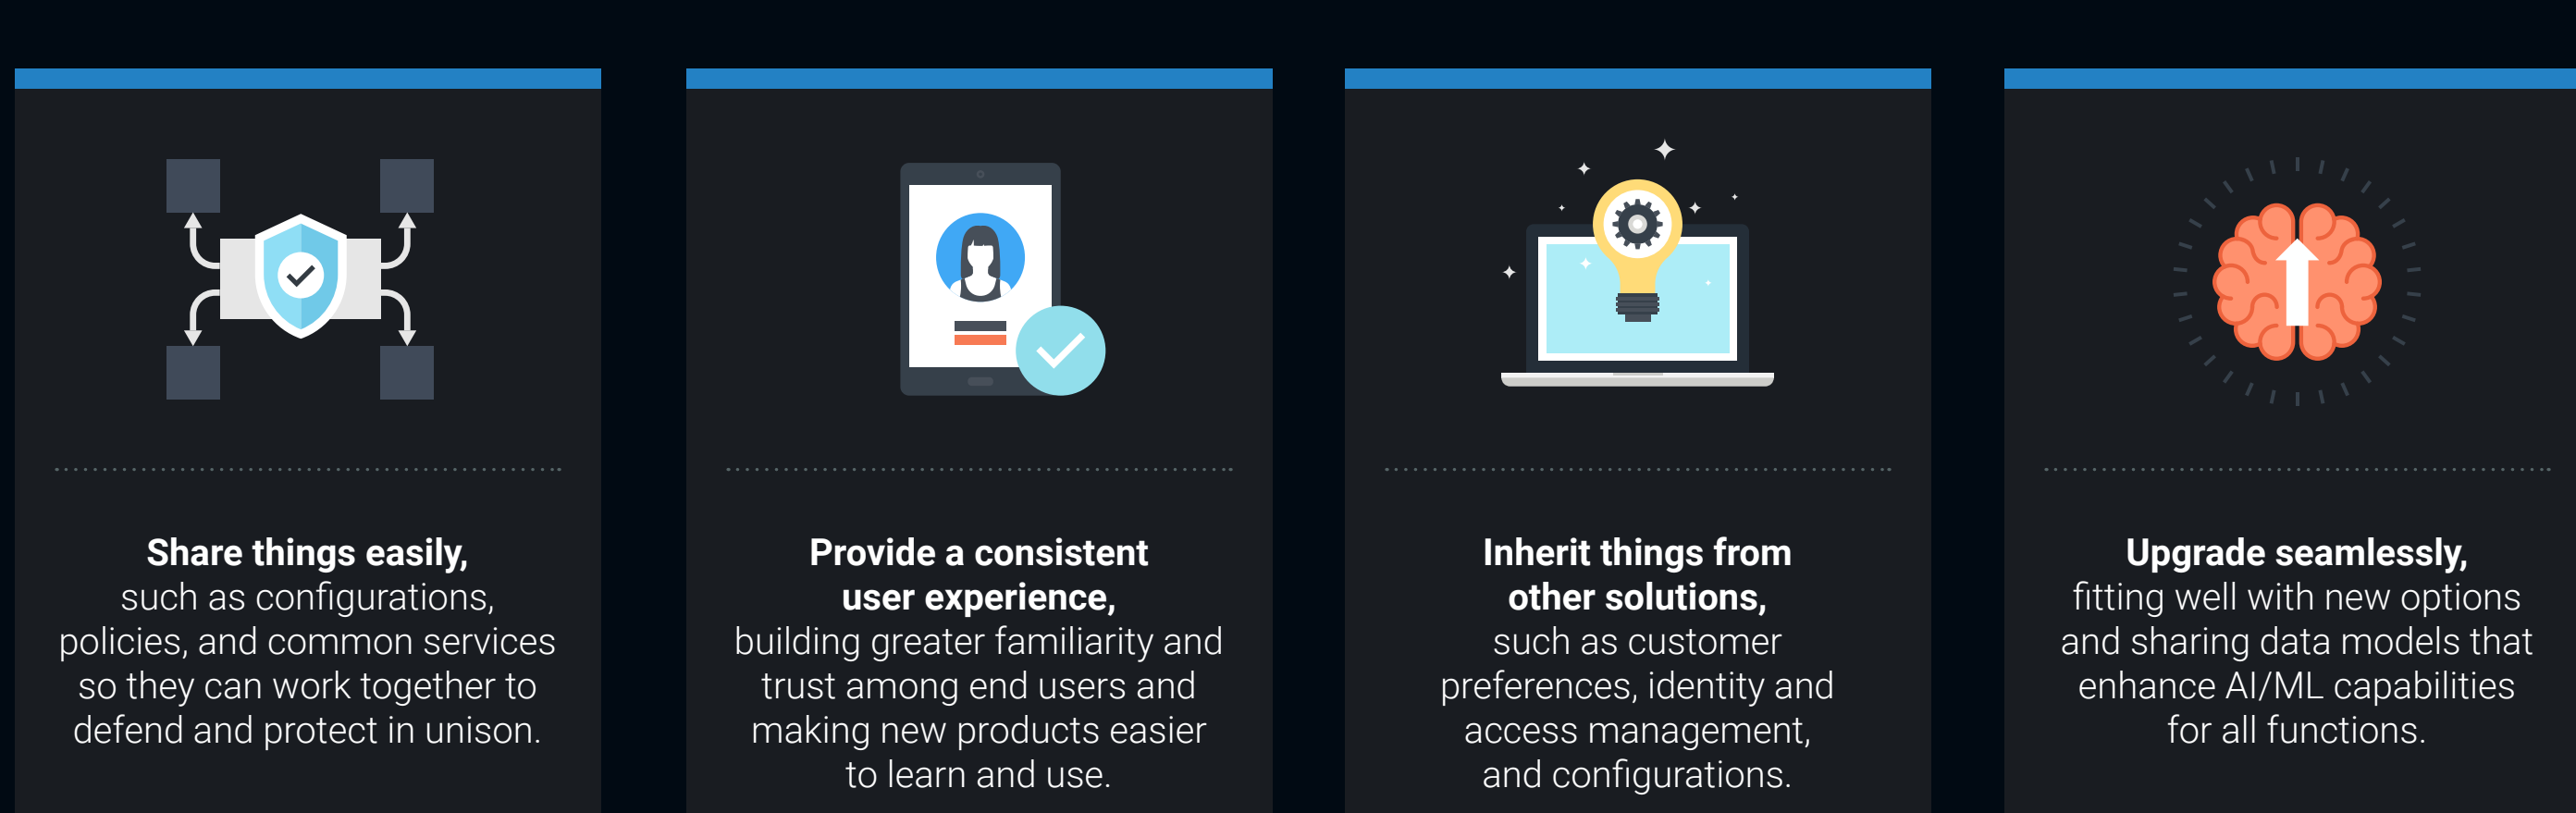 Share things easily,
such as configurations,
policies, and common services
so they can work together to
defend and protect in unison.
Provide a consistent
user experience,
building greater familiarity and
trust among end users and
making new products easier
to learn and use.
Inherit things from
other solutions,
such as customer
preferences, identity and
access management,
and configurations.
Upgrade seamlessly,
fitting well with new options
and sharing data models that
enhance AI/ML capabilities
for all functions.